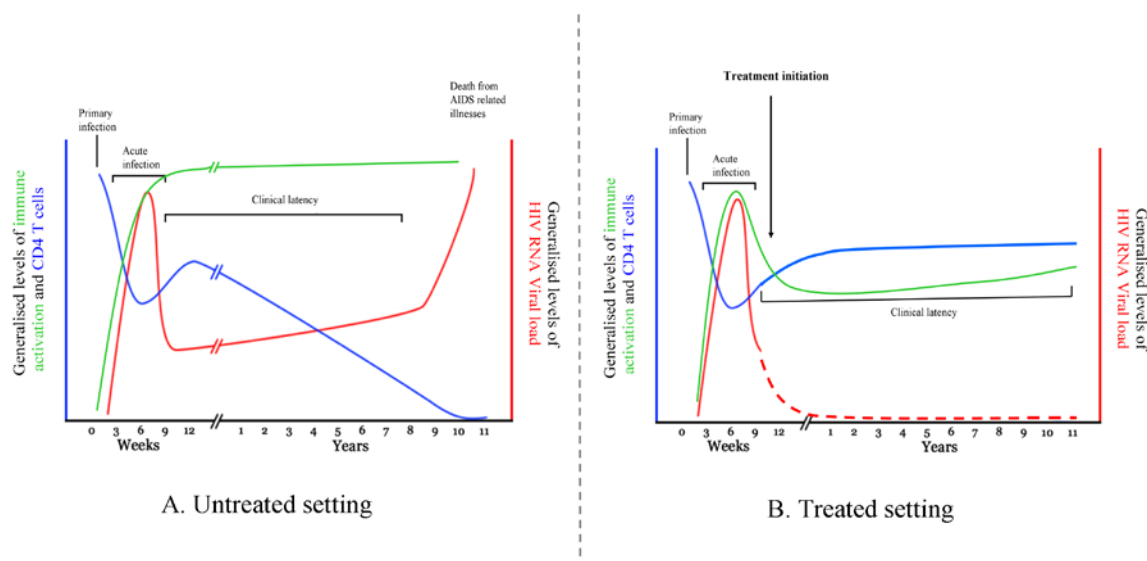 Primary
infection
Acute
infection
Clinical latency
Death from
AIDS related
illnesses
Generalised levels of immune
activation and CD4 T cells
Generalised levels of
HIV RNA Viral load
0 3 6 9 12 1 2 3 4 5 6 7 8 9 10 11
Weeks Years
A. Untreated setting
Treatment initiation
Primary
infection
Acute infection
Clinical latency
Generalised levels of immune
activation and CD4 T cells
Generalised levels of
HIV RNA Viral load
0 3 6 9 12 1 2 3 4 5 6 7 8 9 10 11
Weeks Years
B. Treated setting